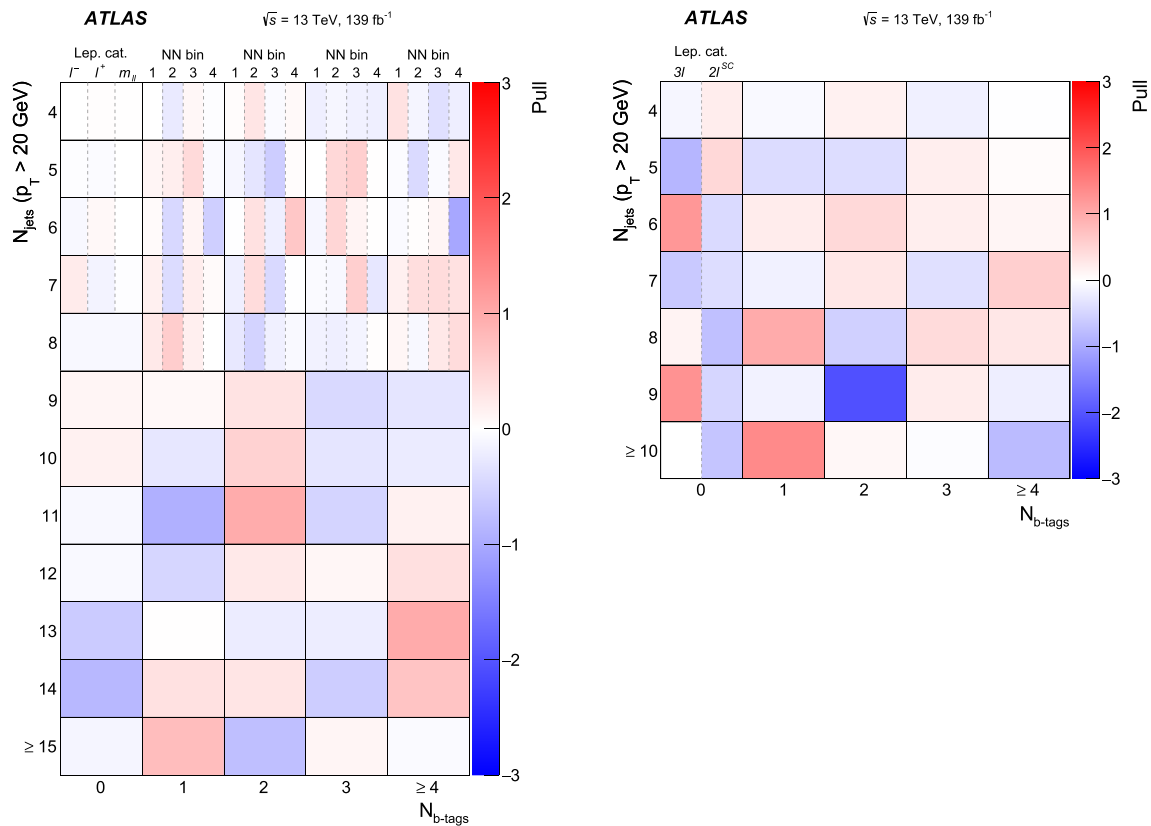 ATLAS
√s = 13 TeV, 139 fb⁻¹
Lep. cat. NN bin NN bin NN bin NN bin
l⁻ l⁺ m_ll 1 2 3 4 1 2 3 4 1 2 3 4 1 2 3 4
N_jets (p_T > 20 GeV)
4
5
6
7
8
9
10
11
12
13
14
≥ 15
0 1 2 3 ≥ 4
N_b-tags
3
2
1
0
−1
−2
−3
Pull
ATLAS
√s = 13 TeV, 139 fb⁻¹
Lep. cat.
3l 2l^SC
N_jets (p_T > 20 GeV)
4
5
6
7
8
9
≥ 10
0 1 2 3 ≥ 4
N_b-tags
3
2
1
0
−1
−2
−3
Pull